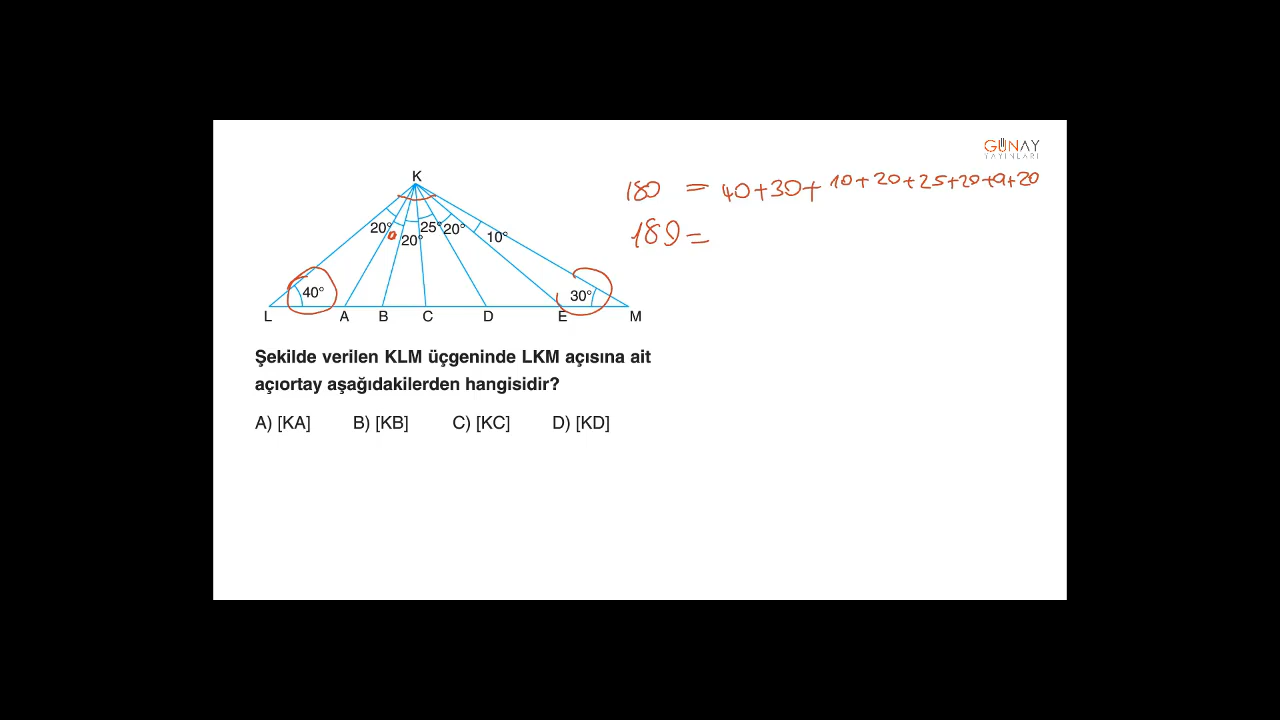 GÜNAY
YAYINLARI
K
180 = 40+30+10+20+25+20+a+20
180 =
20° a 20° 25° 20° 10°
40° 30°
L A B C D E M
Şekilde verilen KLM üçgeninde LKM açısına ait
açıortay aşağıdakilerden hangisidir?
A) [KA] B) [KB] C) [KC] D) [KD]